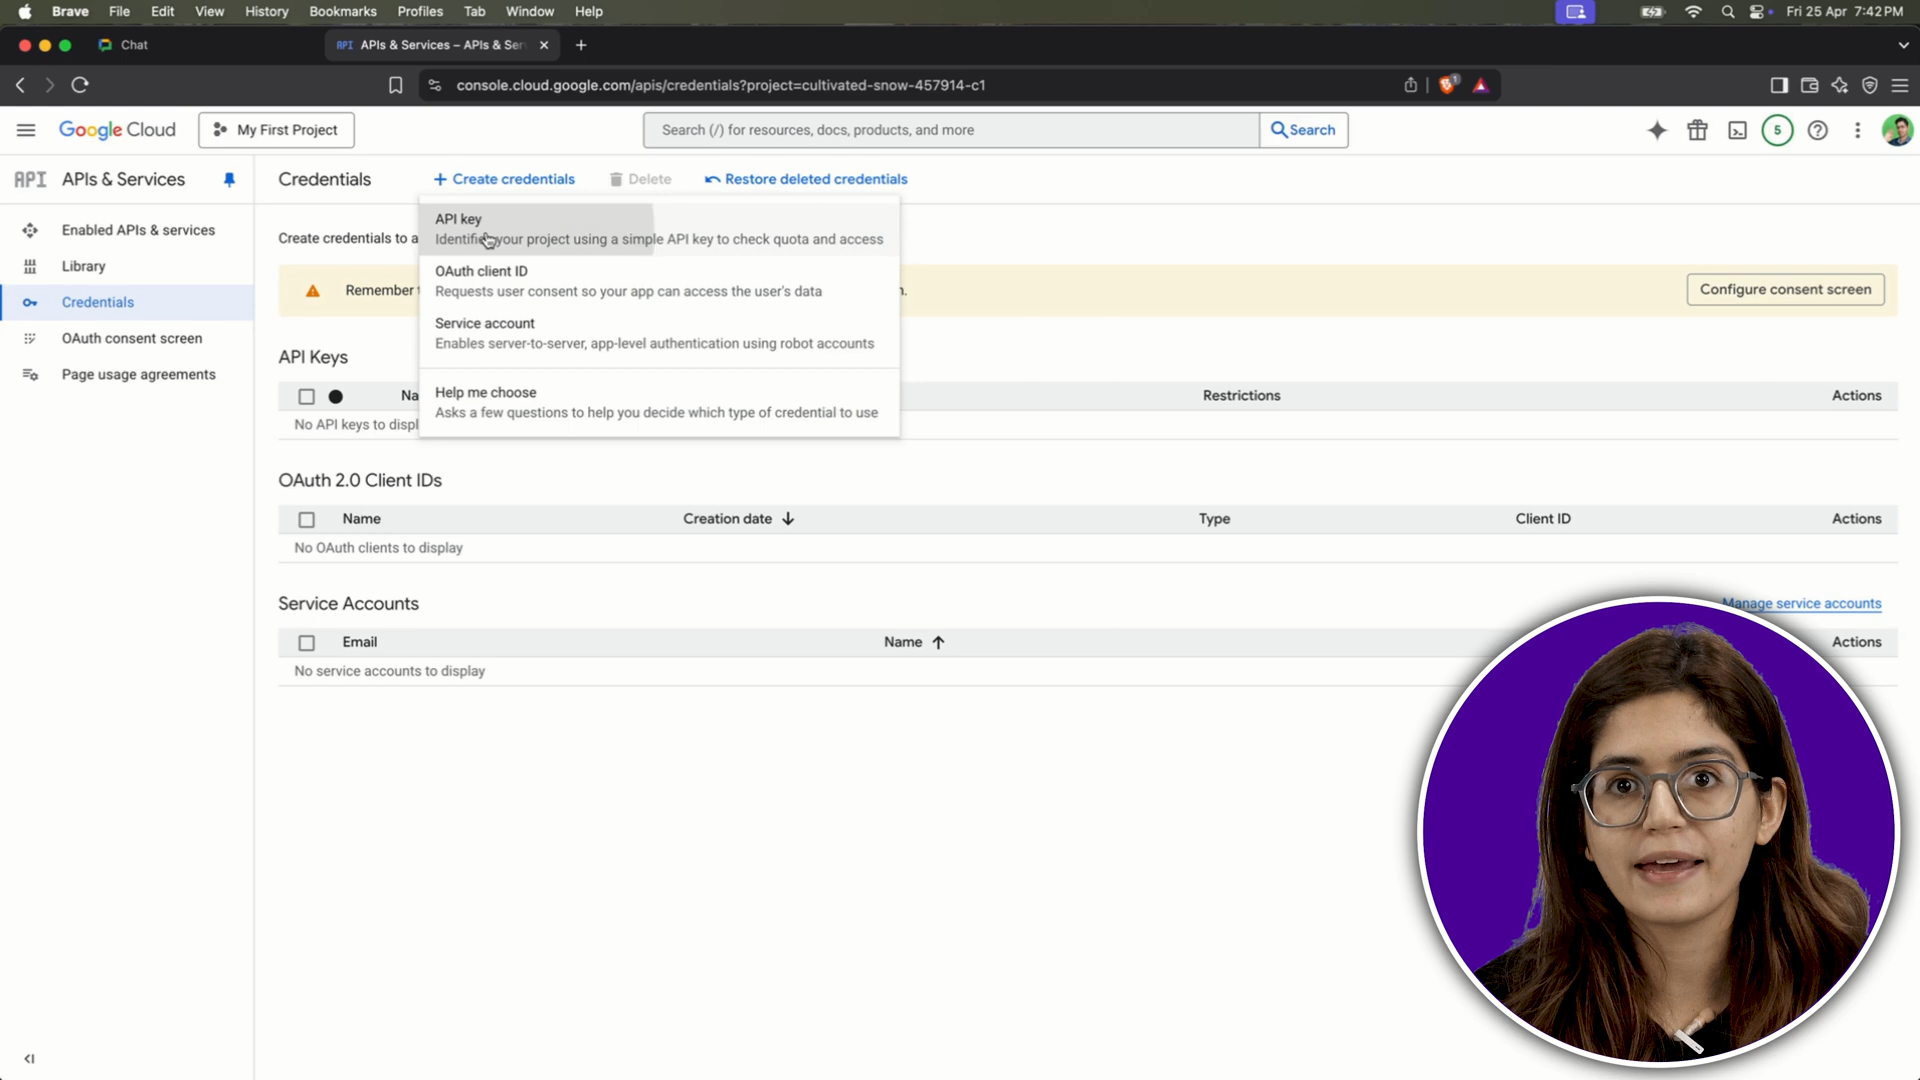 Brave File Edit View History Bookmarks Profiles Tab Window Help Fri 25 Apr 7:42 PM
Chat
API APIs & Services – APIs & Ser
console.cloud.google.com/apis/credentials?project=cultivated-snow-457914-c1
Google Cloud
My First Project
Search (/) for resources, docs, products, and more
Search
5
API APIs & Services
Credentials
+ Create credentials
Delete
Restore deleted credentials
Enabled APIs & services
Library
Credentials
OAuth consent screen
Page usage agreements
API key
Identifies your project using a simple API key to check quota and access
OAuth client ID
Requests user consent so your app can access the user's data
Service account
Enables server-to-server, app-level authentication using robot accounts
Help me choose
Asks a few questions to help you decide which type of credential to use
Create credentials to a
Remember
Configure consent screen
API Keys
Na Restrictions Actions
No API keys to displ
OAuth 2.0 Client IDs
Name Creation date Type Client ID Actions
No OAuth clients to display
Service Accounts
Manage service accounts
Email Name Actions
No service accounts to display